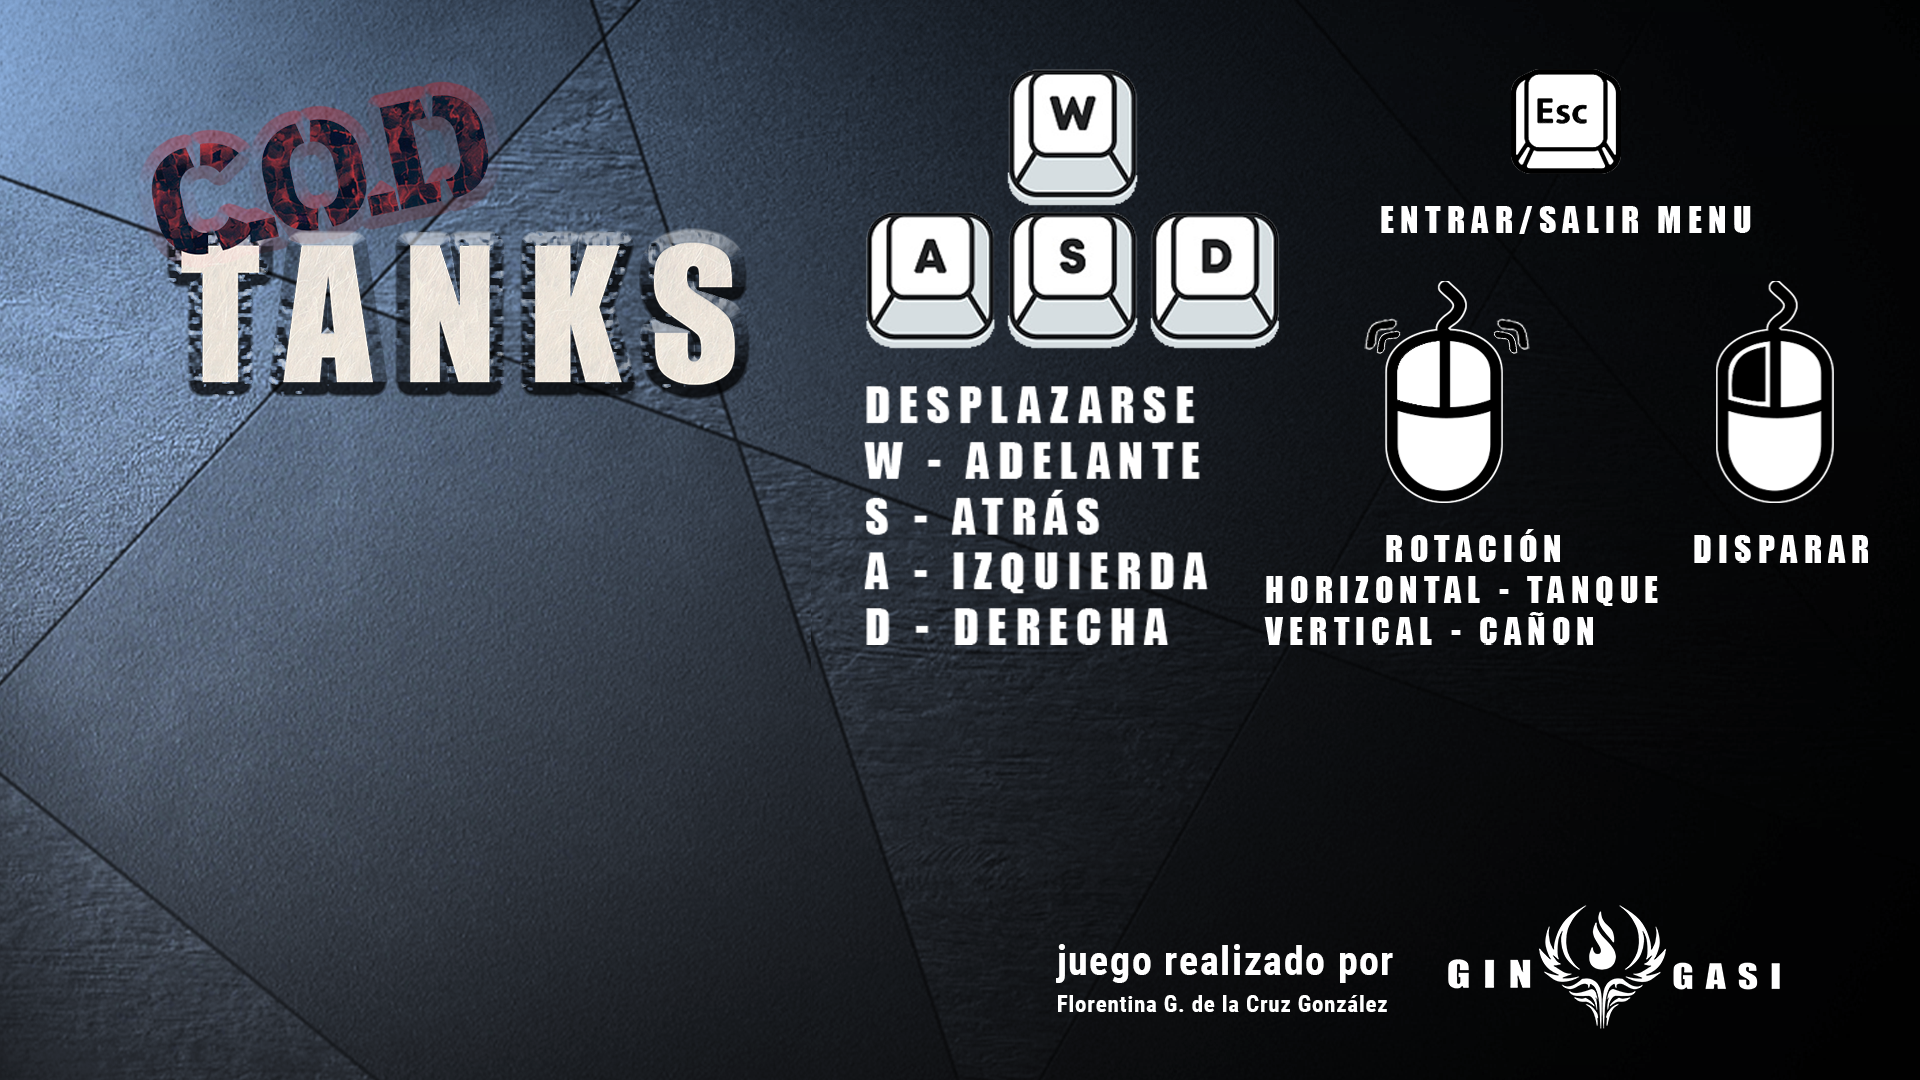 C.O.D
TANKS
W
A S D
DESPLAZARSE
W - ADELANTE
S - ATRÁS
A - IZQUIERDA
D - DERECHA
Esc
ENTRAR/SALIR MENU
ROTACIÓN
HORIZONTAL - TANQUE
VERTICAL - CAÑON
DISPARAR
juego realizado por
Florentina G. de la Cruz González
GIN GASI